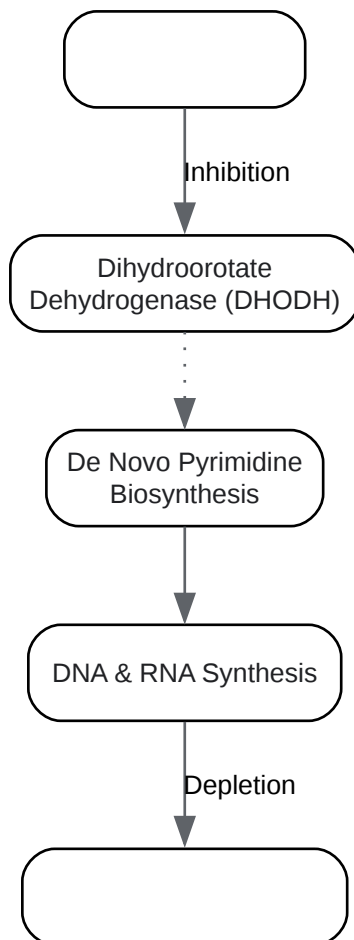 Inhibition
Dihydroorotate
Dehydrogenase (DHODH)
De Novo Pyrimidine
Biosynthesis
DNA & RNA Synthesis
Depletion